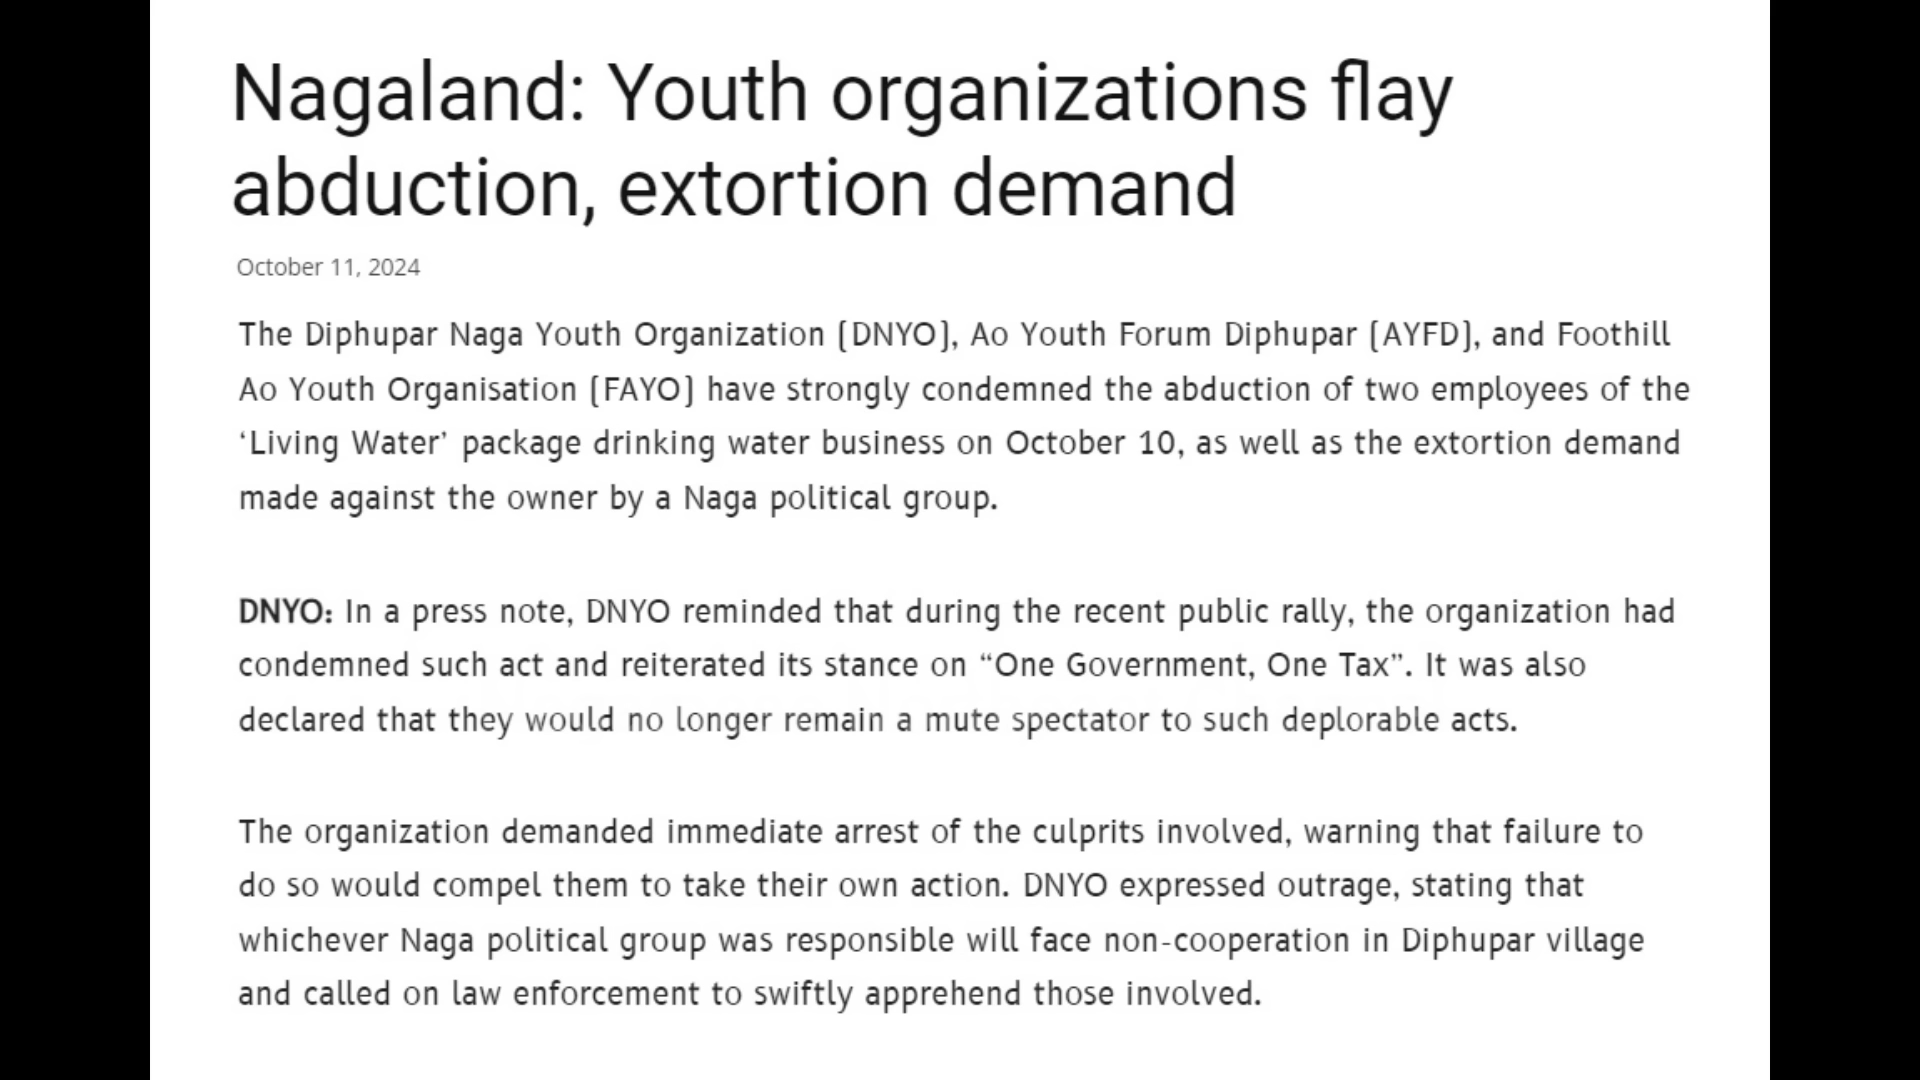 Nagaland: Youth organizations flay
abduction, extortion demand
October 11, 2024
The Diphupar Naga Youth Organization (DNYO), Ao Youth Forum Diphupar (AYFD), and Foothill
Ao Youth Organisation (FAYO) have strongly condemned the abduction of two employees of the
‘Living Water’ package drinking water business on October 10, as well as the extortion demand
made against the owner by a Naga political group.
DNYO: In a press note, DNYO reminded that during the recent public rally, the organization had
condemned such act and reiterated its stance on “One Government, One Tax”. It was also
declared that they would no longer remain a mute spectator to such deplorable acts.
The organization demanded immediate arrest of the culprits involved, warning that failure to
do so would compel them to take their own action. DNYO expressed outrage, stating that
whichever Naga political group was responsible will face non-cooperation in Diphupar village
and called on law enforcement to swiftly apprehend those involved.